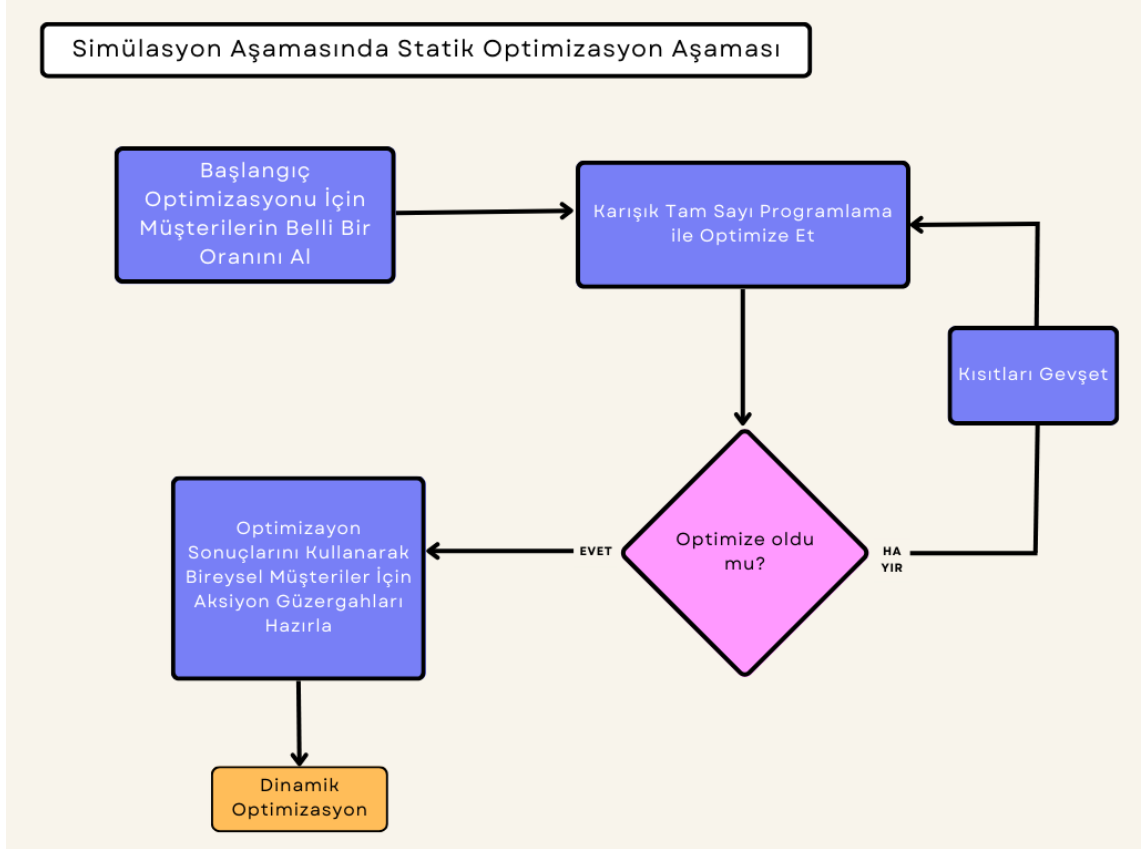 Simülasyon Aşamasında Statik Optimizasyon Aşaması
Başlangıç
Optimizasyonu İçin
Müşterilerin Belli Bir
Oranını Al
Karışık Tam Sayı Programlama
ile Optimize Et
Kısıtları Gevşet
Optimize oldu
mu?
EVET
HA
YIR
Optimizayon
Sonuçlarını Kullanarak
Bireysel Müşteriler İçin
Aksiyon Güzergahları
Hazırla
Dinamik
Optimizasyon